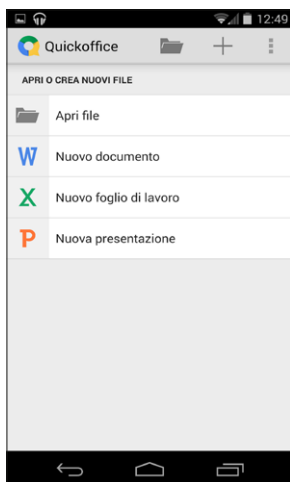 12:49
Quickoffice
APRI O CREA NUOVI FILE
Apri file
W Nuovo documento
X Nuovo foglio di lavoro
P Nuova presentazione